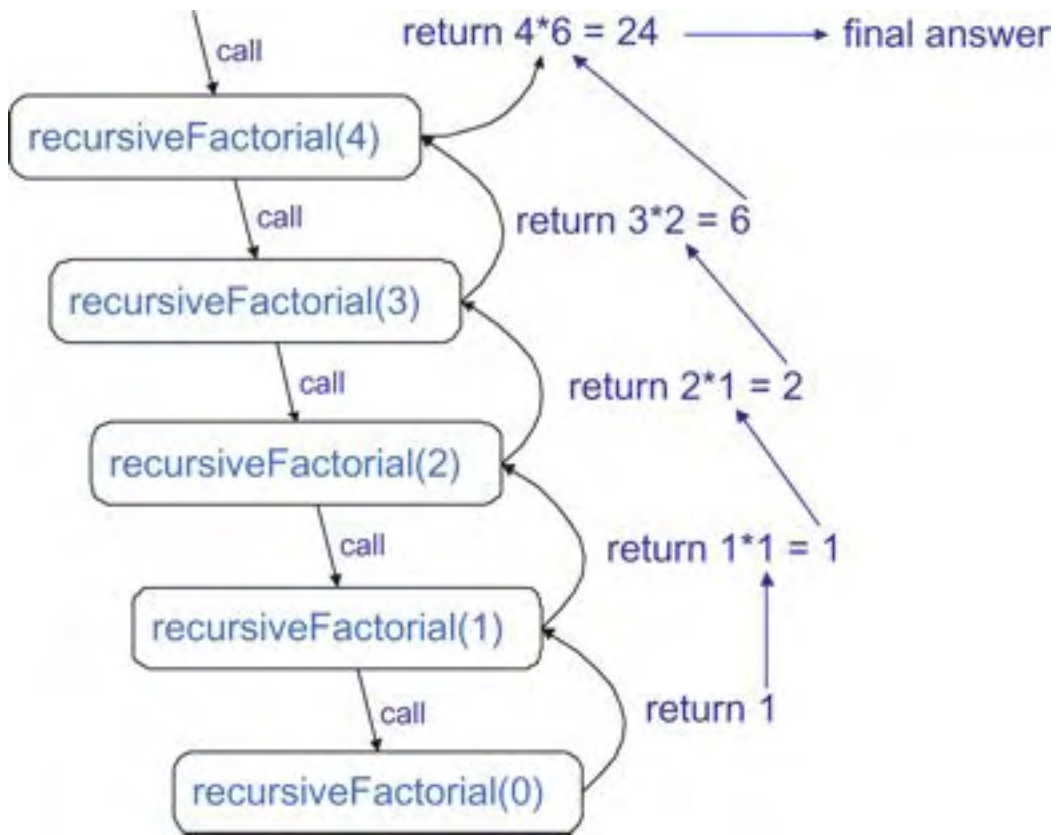 call
return 4*6 = 24
final answer
recursiveFactorial(4)
call
return 3*2 = 6
recursiveFactorial(3)
call
return 2*1 = 2
recursiveFactorial(2)
call
return 1*1 = 1
recursiveFactorial(1)
call
return 1
recursiveFactorial(0)